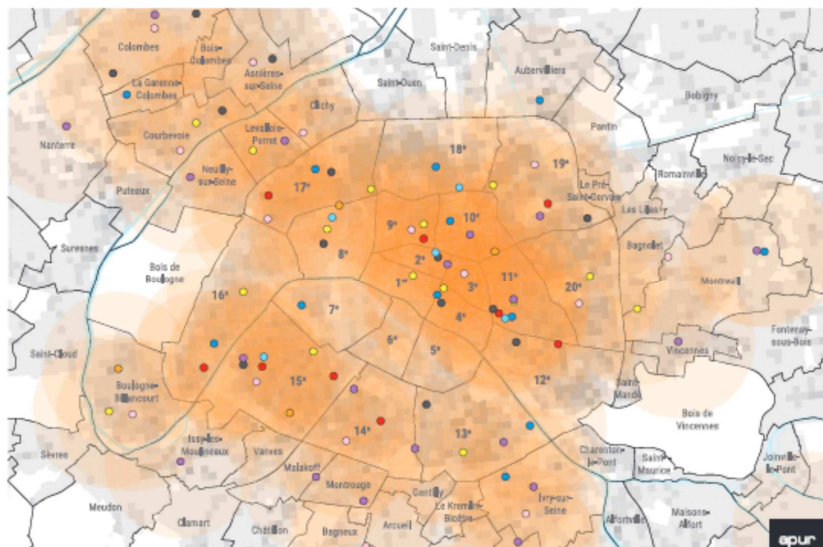 Colombes
Bois-
Colombes
Saint-Denis
Asnières-
sur-Seine
Aubervilliers
La Garenne-
Colombes
Saint-Ouen
Bobigny
Clichy
Courbevoie
Levallois-
Perret
Pantin
Nanterre
18ᵉ
19ᵉ
Noisy-le-Sec
Neuilly-
sur-Seine
Romainville
Puteaux
17ᵉ
Le Pré-
Saint-Gervais
Les Lilas
10ᵉ
9ᵉ
Suresnes
8ᵉ
Bagnolet
2ᵉ
Bois de
Boulogne
1ᵉʳ
3ᵉ
11ᵉ
20ᵉ
Montreuil
16ᵉ
7ᵉ
4ᵉ
Fontenay-
sous-Bois
6ᵉ
5ᵉ
Saint-Cloud
Vincennes
15ᵉ
12ᵉ
Boulogne-
Billancourt
Saint-
Mandé
Bois de
Vincennes
14ᵉ
13ᵉ
Issy-les-
Moulineaux
Vanves
Sèvres
Charenton-
le-Pont
Saint-
Maurice
Joinville-
le-Pont
Malakoff
Montrouge
Gentilly
Le Kremlin-
Bicêtre
Ivry-sur-
Seine
Meudon
Clamart
Châtillon
Bagneux
Arcueil
Alfortville
Maisons-
Alfort
apur